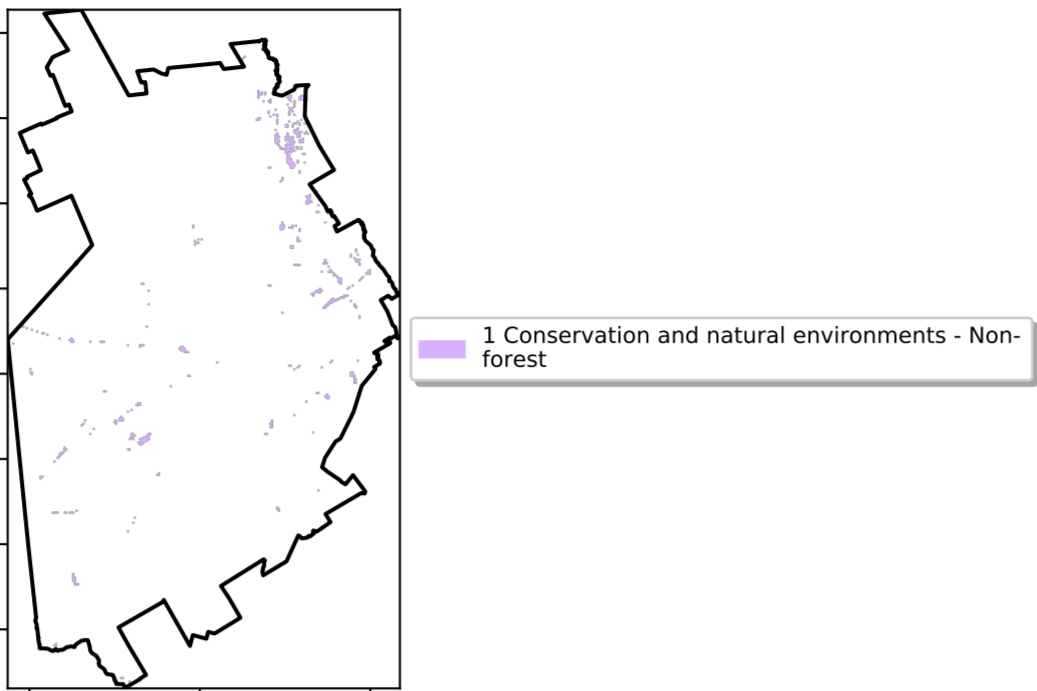 1 Conservation and natural environments - Non-
forest